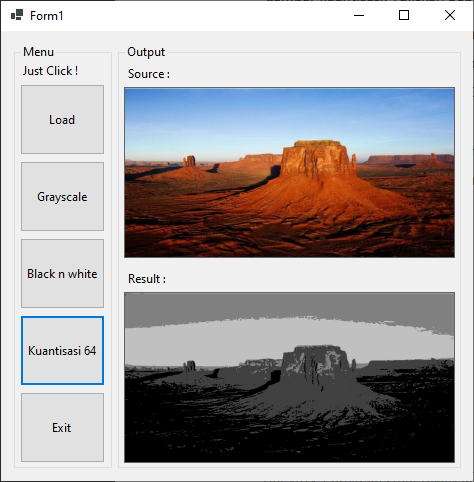 Form1
Menu
Just Click !
Load
Grayscale
Black n white
Kuantisasi 64
Exit
Output
Source :
Result :